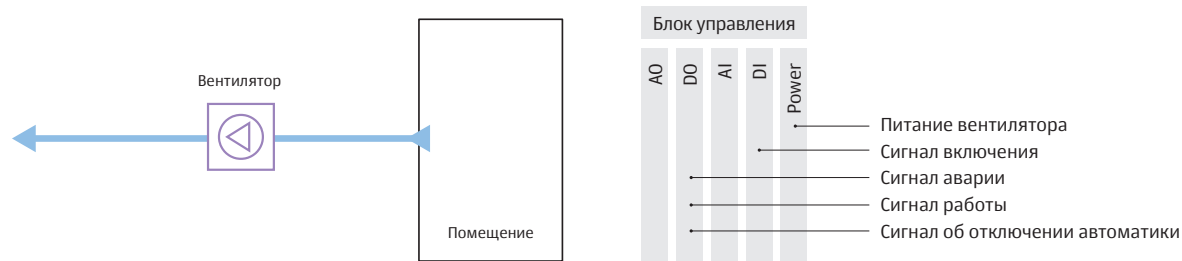 Вентилятор
Помещение
Блок управления
AO
DO
AI
DI
Power
Питание вентилятора
Сигнал включения
Сигнал аварии
Сигнал работы
Сигнал об отключении автоматики